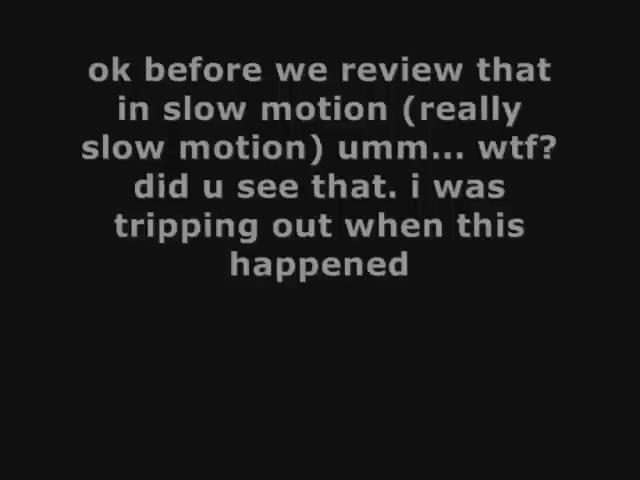 ok before we review that
in slow motion (really
slow motion) umm... wtf?
did u see that. i was
tripping out when this
happened